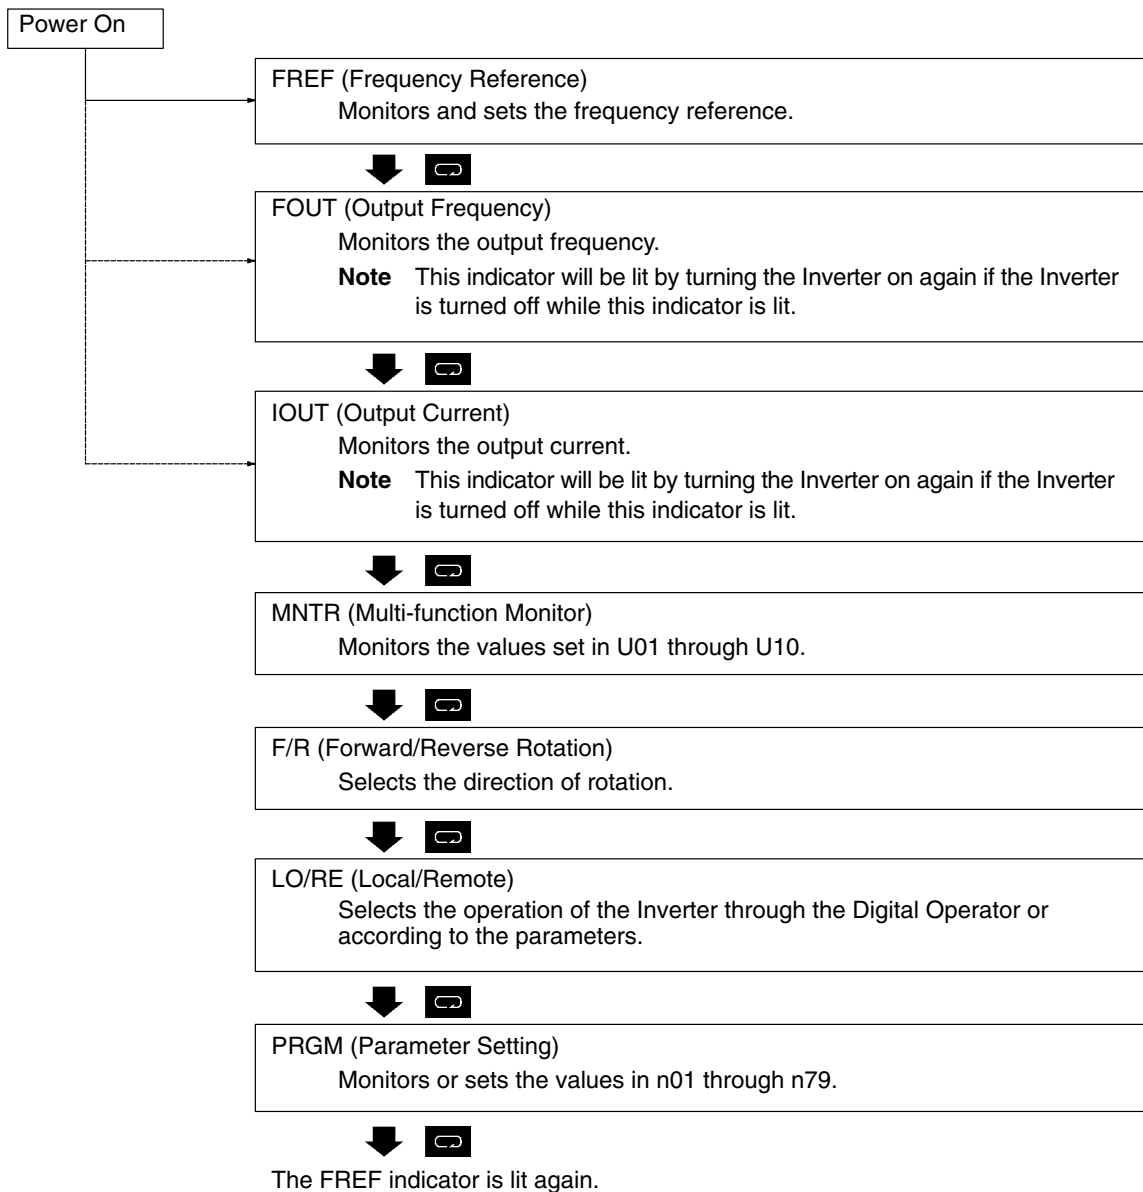 Power On
FREF (Frequency Reference)
Monitors and sets the frequency reference.
FOUT (Output Frequency)
Monitors the output frequency.
Note This indicator will be lit by turning the Inverter on again if the Inverter
is turned off while this indicator is lit.
IOUT (Output Current)
Monitors the output current.
Note This indicator will be lit by turning the Inverter on again if the Inverter
is turned off while this indicator is lit.
MNTR (Multi-function Monitor)
Monitors the values set in U01 through U10.
F/R (Forward/Reverse Rotation)
Selects the direction of rotation.
LO/RE (Local/Remote)
Selects the operation of the Inverter through the Digital Operator or
according to the parameters.
PRGM (Parameter Setting)
Monitors or sets the values in n01 through n79.
The FREF indicator is lit again.